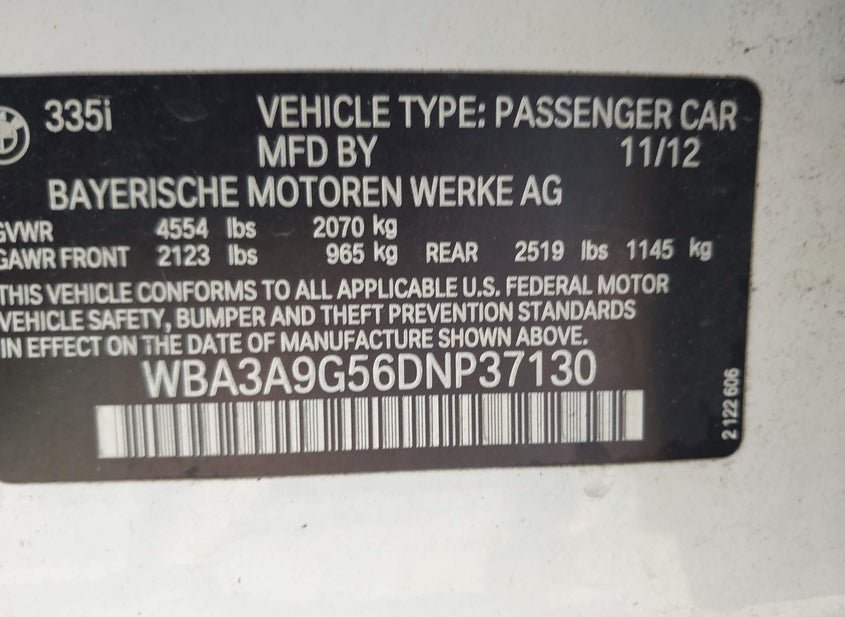 335i VEHICLE TYPE: PASSENGER CAR
MFD BY 11/12
BAYERISCHE MOTOREN WERKE AG
GVWR 4554 lbs 2070 kg
GAWR FRONT 2123 lbs 965 kg REAR 2519 lbs 1145 kg
THIS VEHICLE CONFORMS TO ALL APPLICABLE U.S. FEDERAL MOTOR
VEHICLE SAFETY, BUMPER AND THEFT PREVENTION STANDARDS
IN EFFECT ON THE DATE OF MANUFACTURE SHOWN ABOVE.
WBA3A9G56DNP37130
2 122 606